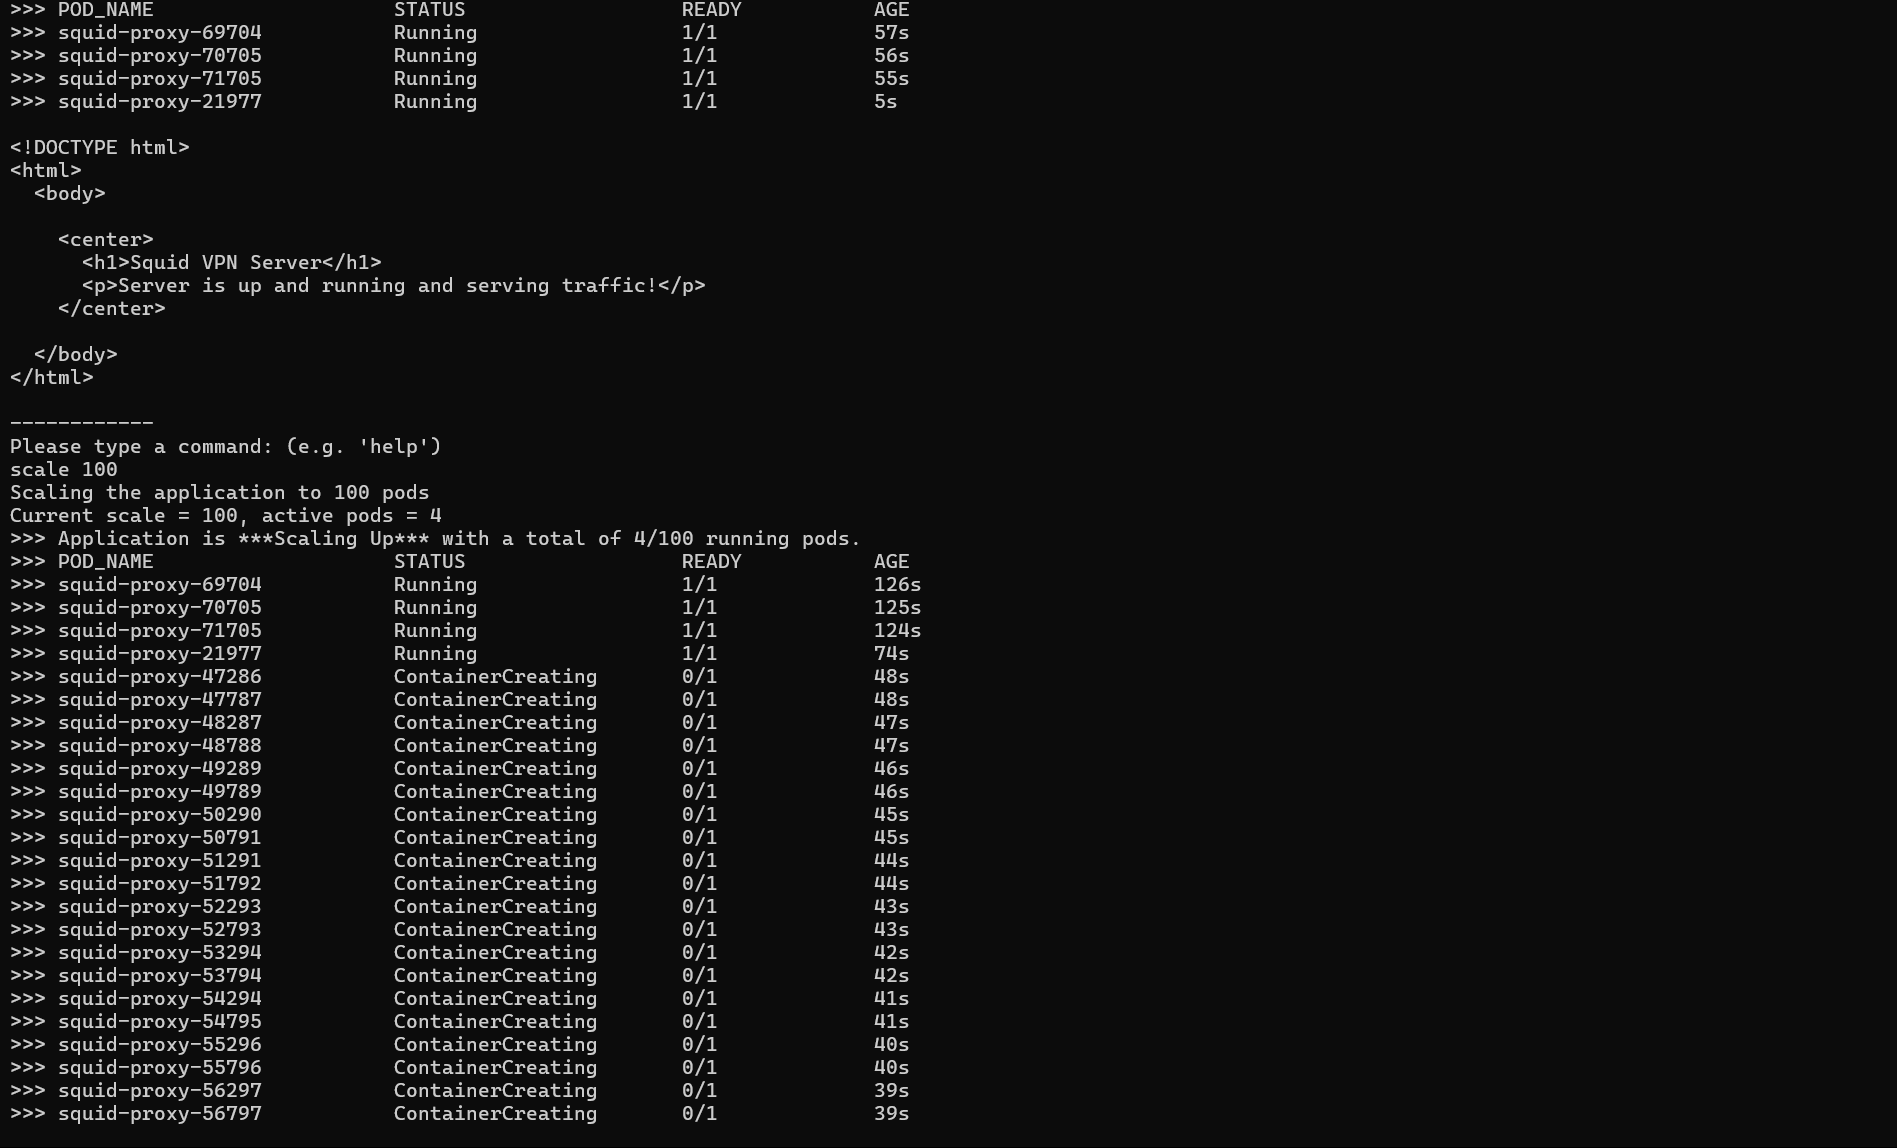 >>> POD_NAME                    STATUS                  READY           AGE
>>> squid-proxy-69704           Running                 1/1             57s
>>> squid-proxy-70705           Running                 1/1             56s
>>> squid-proxy-71705           Running                 1/1             55s
>>> squid-proxy-21977           Running                 1/1             5s

<!DOCTYPE html>
<html>
  <body>

    <center>
      <h1>Squid VPN Server</h1>
      <p>Server is up and running and serving traffic!</p>
    </center>

  </body>
</html>

------------
Please type a command: (e.g. 'help')
scale 100
Scaling the application to 100 pods
Current scale = 100, active pods = 4
>>> Application is ***Scaling Up*** with a total of 4/100 running pods.
>>> POD_NAME                    STATUS                  READY           AGE
>>> squid-proxy-69704           Running                 1/1             126s
>>> squid-proxy-70705           Running                 1/1             125s
>>> squid-proxy-71705           Running                 1/1             124s
>>> squid-proxy-21977           Running                 1/1             74s
>>> squid-proxy-47286           ContainerCreating       0/1             48s
>>> squid-proxy-47787           ContainerCreating       0/1             48s
>>> squid-proxy-48287           ContainerCreating       0/1             47s
>>> squid-proxy-48788           ContainerCreating       0/1             47s
>>> squid-proxy-49289           ContainerCreating       0/1             46s
>>> squid-proxy-49789           ContainerCreating       0/1             46s
>>> squid-proxy-50290           ContainerCreating       0/1             45s
>>> squid-proxy-50791           ContainerCreating       0/1             45s
>>> squid-proxy-51291           ContainerCreating       0/1             44s
>>> squid-proxy-51792           ContainerCreating       0/1             44s
>>> squid-proxy-52293           ContainerCreating       0/1             43s
>>> squid-proxy-52793           ContainerCreating       0/1             43s
>>> squid-proxy-53294           ContainerCreating       0/1             42s
>>> squid-proxy-53794           ContainerCreating       0/1             42s
>>> squid-proxy-54294           ContainerCreating       0/1             41s
>>> squid-proxy-54795           ContainerCreating       0/1             41s
>>> squid-proxy-55296           ContainerCreating       0/1             40s
>>> squid-proxy-55796           ContainerCreating       0/1             40s
>>> squid-proxy-56297           ContainerCreating       0/1             39s
>>> squid-proxy-56797           ContainerCreating       0/1             39s